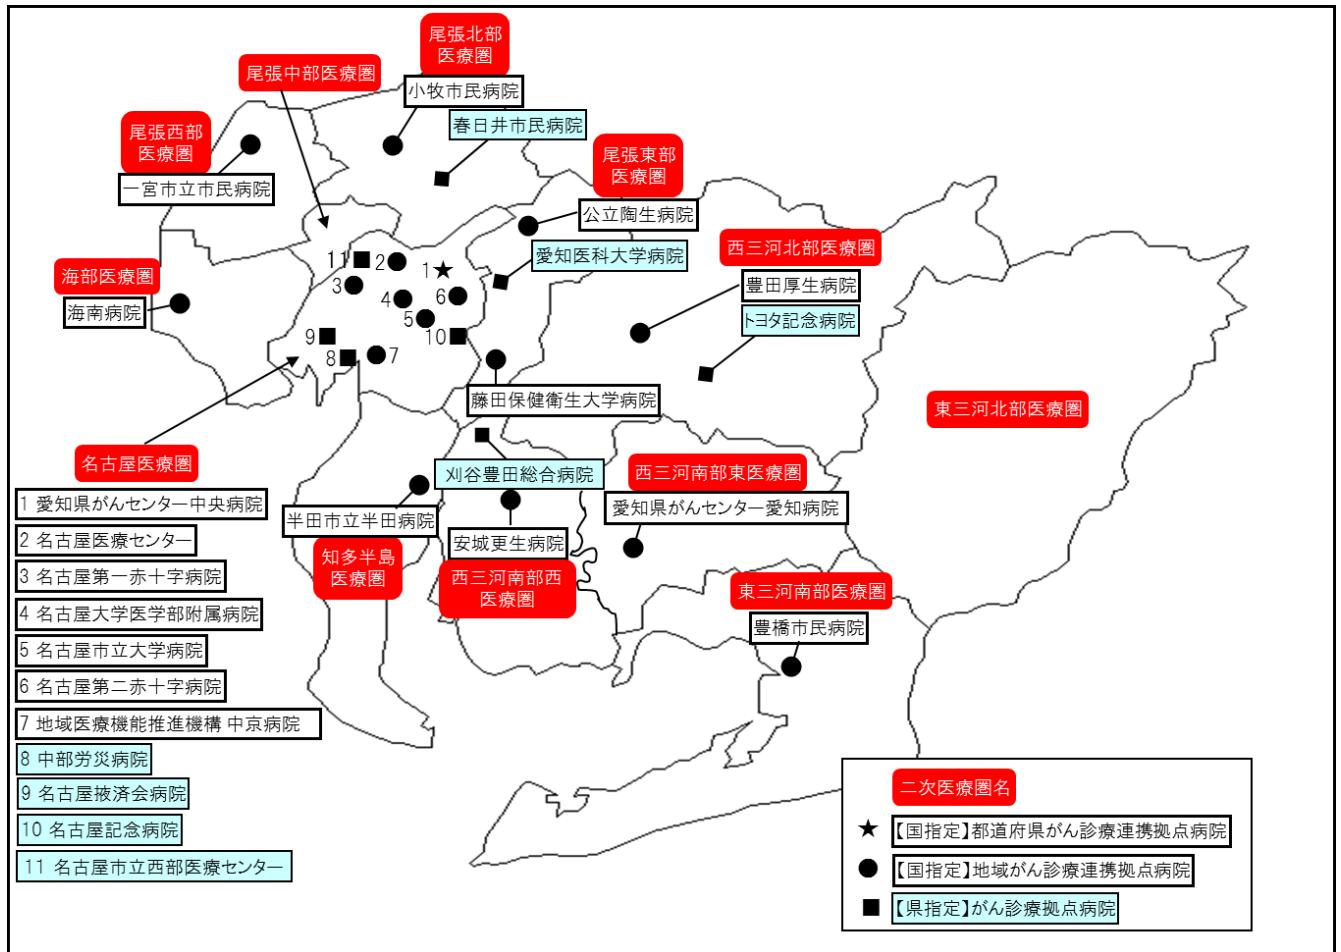 尾張北部
医療圏
小牧市民病院
尾張中部医療圏
春日井市民病院
尾張西部
医療圏
一宮市立市民病院
尾張東部
医療圏
公立陶生病院
愛知医科大学病院
西三河北部医療圏
豊田厚生病院
トヨタ記念病院
海部医療圏
海南病院
11
2
1
3
4
6
5
9
10
8
7
藤田保健衛生大学病院
東三河北部医療圏
名古屋医療圏
刈谷豊田総合病院
西三河南部東医療圏
愛知県がんセンター愛知病院
半田市立半田病院
知多半島
医療圏
安城更生病院
西三河南部西
医療圏
東三河南部医療圏
豊橋市民病院
1 愛知県がんセンター中央病院
2 名古屋医療センター
3 名古屋第一赤十字病院
4 名古屋大学医学部附属病院
5 名古屋市立大学病院
6 名古屋第二赤十字病院
7 地域医療機能推進機構 中京病院
8 中部労災病院
9 名古屋掖済会病院
10 名古屋記念病院
11 名古屋市立西部医療センター
二次医療圏名
★ 【国指定】都道府県がん診療連携拠点病院
● 【国指定】地域がん診療連携拠点病院
■ 【県指定】がん診療拠点病院